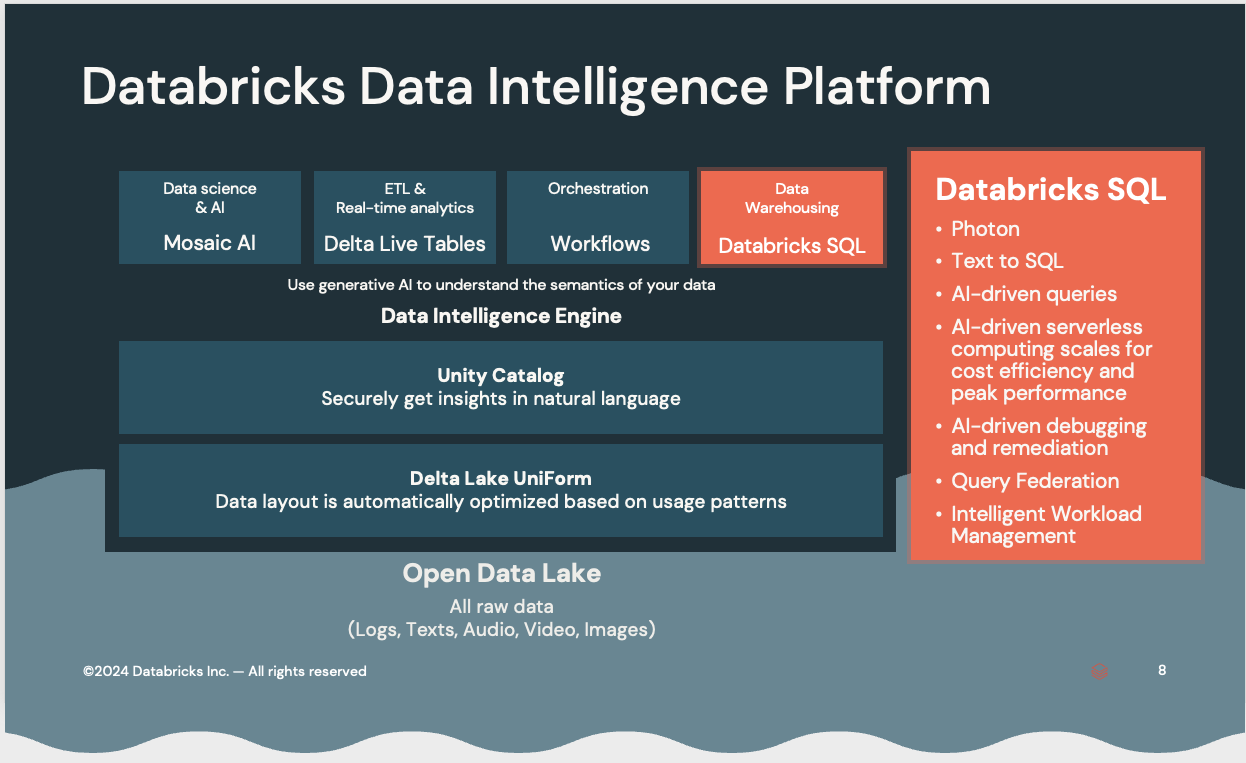 Databricks Data Intelligence Platform
Data science
& AI
Mosaic AI
ETL &
Real-time analytics
Delta Live Tables
Orchestration
Workflows
Data
Warehousing
Databricks SQL
Use generative AI to understand the semantics of your data
Data Intelligence Engine
Unity Catalog
Securely get insights in natural language
Delta Lake UniForm
Data layout is automatically optimized based on usage patterns
Open Data Lake
All raw data
(Logs, Texts, Audio, Video, Images)
Databricks SQL
• Photon
• Text to SQL
• AI-driven queries
• AI-driven serverless
computing scales for
cost efficiency and
peak performance
• AI-driven debugging
and remediation
• Query Federation
• Intelligent Workload
Management
©2024 Databricks Inc. — All rights reserved
8